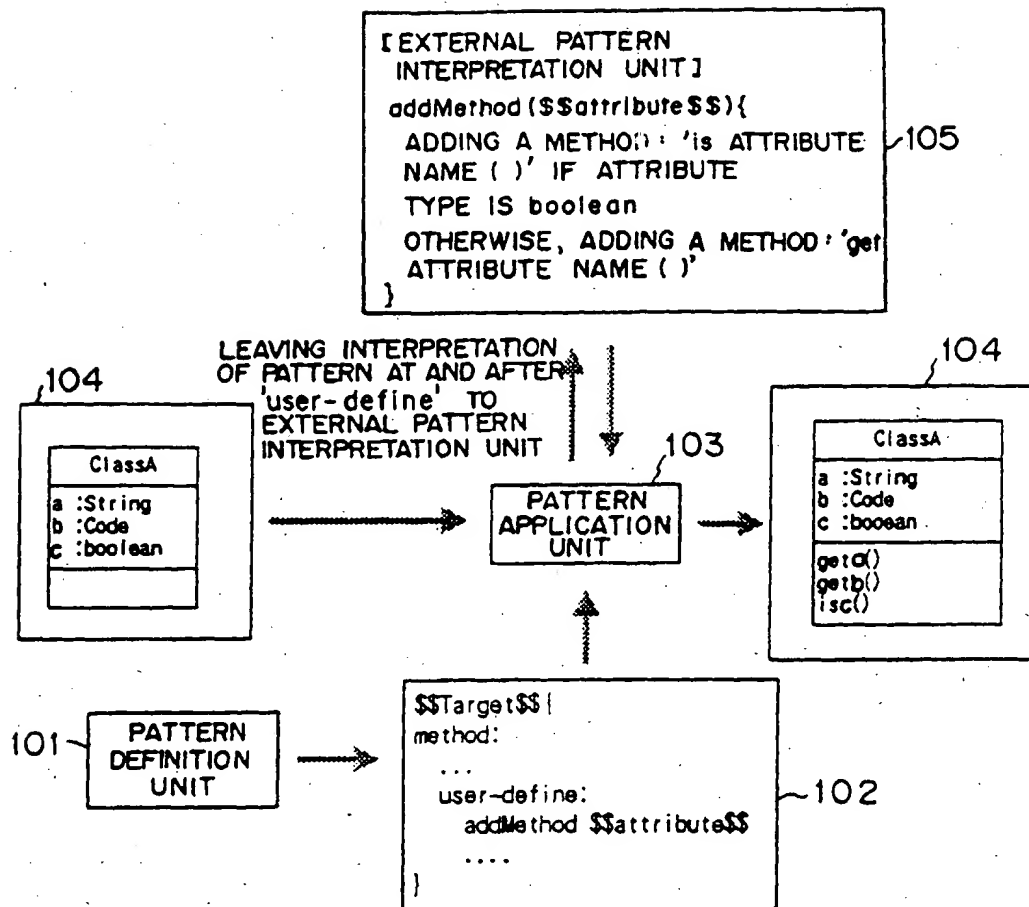 [EXTERNAL PATTERN
INTERPRETATION UNIT]
addMethod($$attribute$$){
ADDING A METHOD: 'is ATTRIBUTE
NAME ( )' IF ATTRIBUTE
TYPE IS boolean
OTHERWISE, ADDING A METHOD: 'get
ATTRIBUTE NAME ( )'
}
105
LEAVING INTERPRETATION
OF PATTERN AT AND AFTER
'user-define' TO
EXTERNAL PATTERN
INTERPRETATION UNIT
104
ClassA
a :String
b :Code
c :boolean
103
PATTERN
APPLICATION
UNIT
104
ClassA
a :String
b :Code
c :booean
geta()
getb()
isc()
101
PATTERN
DEFINITION
UNIT
$$Target$${
method:
...
user-define:
addMethod $$attribute$$
....
}
102